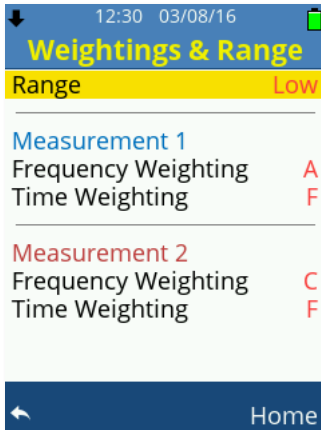 12:30 03/08/16
Weightings & Range
Range Low
Measurement 1
Frequency Weighting A
Time Weighting F
Measurement 2
Frequency Weighting C
Time Weighting F
Home